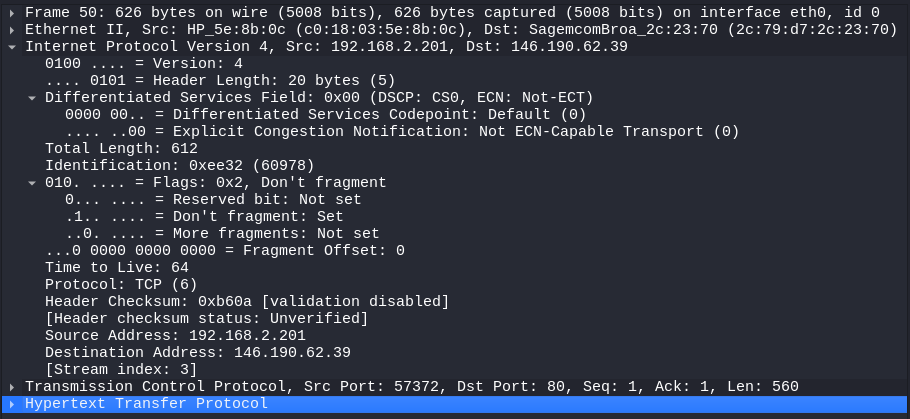 Frame 50: 626 bytes on wire (5008 bits), 626 bytes captured (5008 bits) on interface eth0, id 0
Ethernet II, Src: HP_5e:8b:0c (c0:18:03:5e:8b:0c), Dst: SagemcomBroa_2c:23:70 (2c:79:d7:2c:23:70)
Internet Protocol Version 4, Src: 192.168.2.201, Dst: 146.190.62.39
0100 .... = Version: 4
.... 0101 = Header Length: 20 bytes (5)
Differentiated Services Field: 0x00 (DSCP: CS0, ECN: Not-ECT)
0000 00.. = Differentiated Services Codepoint: Default (0)
.... ..00 = Explicit Congestion Notification: Not ECN-Capable Transport (0)
Total Length: 612
Identification: 0xee32 (60978)
010. .... = Flags: 0x2, Don't fragment
0... .... = Reserved bit: Not set
.1.. .... = Don't fragment: Set
..0. .... = More fragments: Not set
...0 0000 0000 0000 = Fragment Offset: 0
Time to Live: 64
Protocol: TCP (6)
Header Checksum: 0xb60a [validation disabled]
[Header checksum status: Unverified]
Source Address: 192.168.2.201
Destination Address: 146.190.62.39
[Stream index: 3]
Transmission Control Protocol, Src Port: 57372, Dst Port: 80, Seq: 1, Ack: 1, Len: 560
Hypertext Transfer Protocol